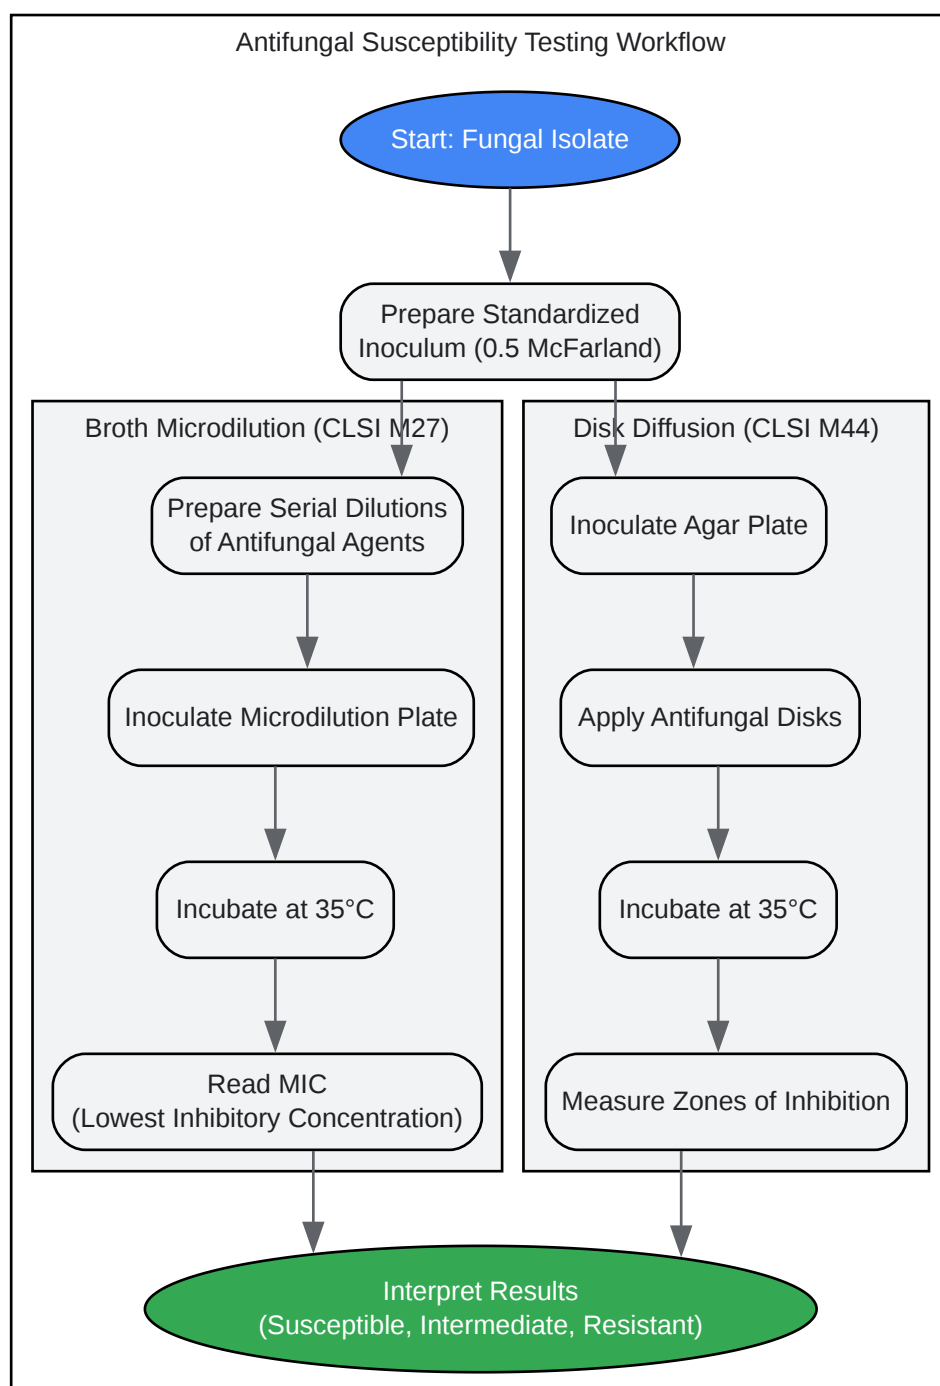 Antifungal Susceptibility Testing Workflow
Start: Fungal Isolate
Prepare Standardized
Inoculum (0.5 McFarland)
Broth Microdilution (CLSI M27)
Prepare Serial Dilutions
of Antifungal Agents
Inoculate Microdilution Plate
Incubate at 35°C
Read MIC
(Lowest Inhibitory Concentration)
Disk Diffusion (CLSI M44)
Inoculate Agar Plate
Apply Antifungal Disks
Incubate at 35°C
Measure Zones of Inhibition
Interpret Results
(Susceptible, Intermediate, Resistant)